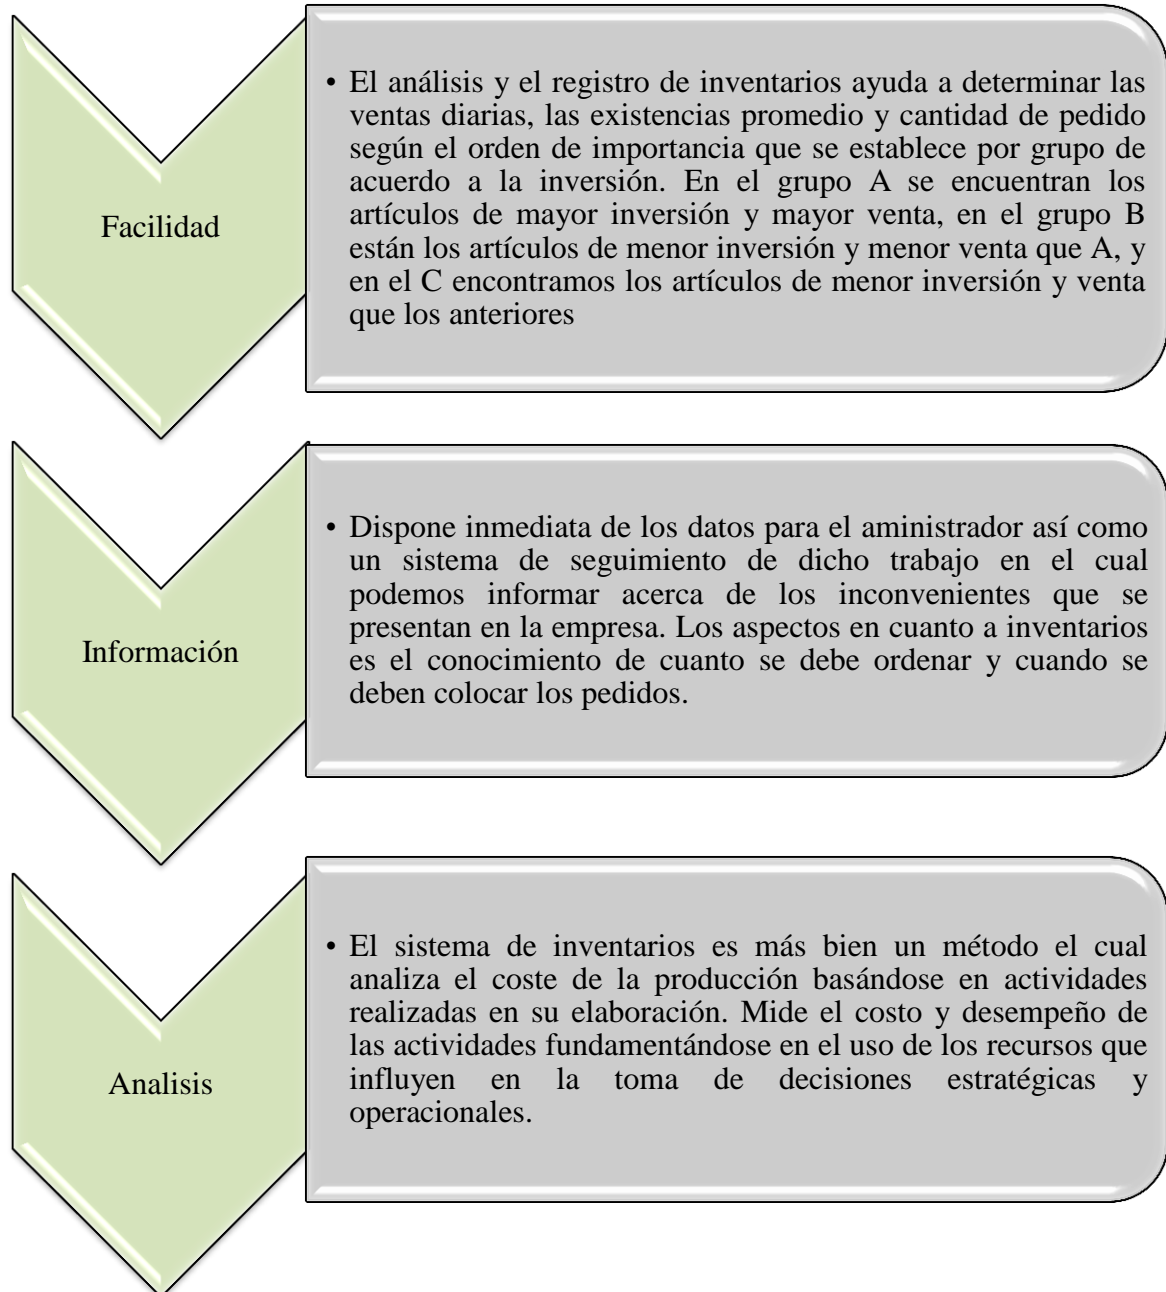 Facilidad
• El análisis y el registro de inventarios ayuda a determinar las
ventas diarias, las existencias promedio y cantidad de pedido
según el orden de importancia que se establece por grupo de
acuerdo a la inversión. En el grupo A se encuentran los
artículos de mayor inversión y mayor venta, en el grupo B
están los artículos de menor inversión y menor venta que A, y
en el C encontramos los artículos de menor inversión y venta
que los anteriores
Información
• Dispone inmediata de los datos para el aministrador así como
un sistema de seguimiento de dicho trabajo en el cual
podemos informar acerca de los inconvenientes que se
presentan en la empresa. Los aspectos en cuanto a inventarios
es el conocimiento de cuanto se debe ordenar y cuando se
deben colocar los pedidos.
Analisis
• El sistema de inventarios es más bien un método el cual
analiza el coste de la producción basándose en actividades
realizadas en su elaboración. Mide el costo y desempeño de
las actividades fundamentándose en el uso de los recursos que
influyen en la toma de decisiones estratégicas y
operacionales.